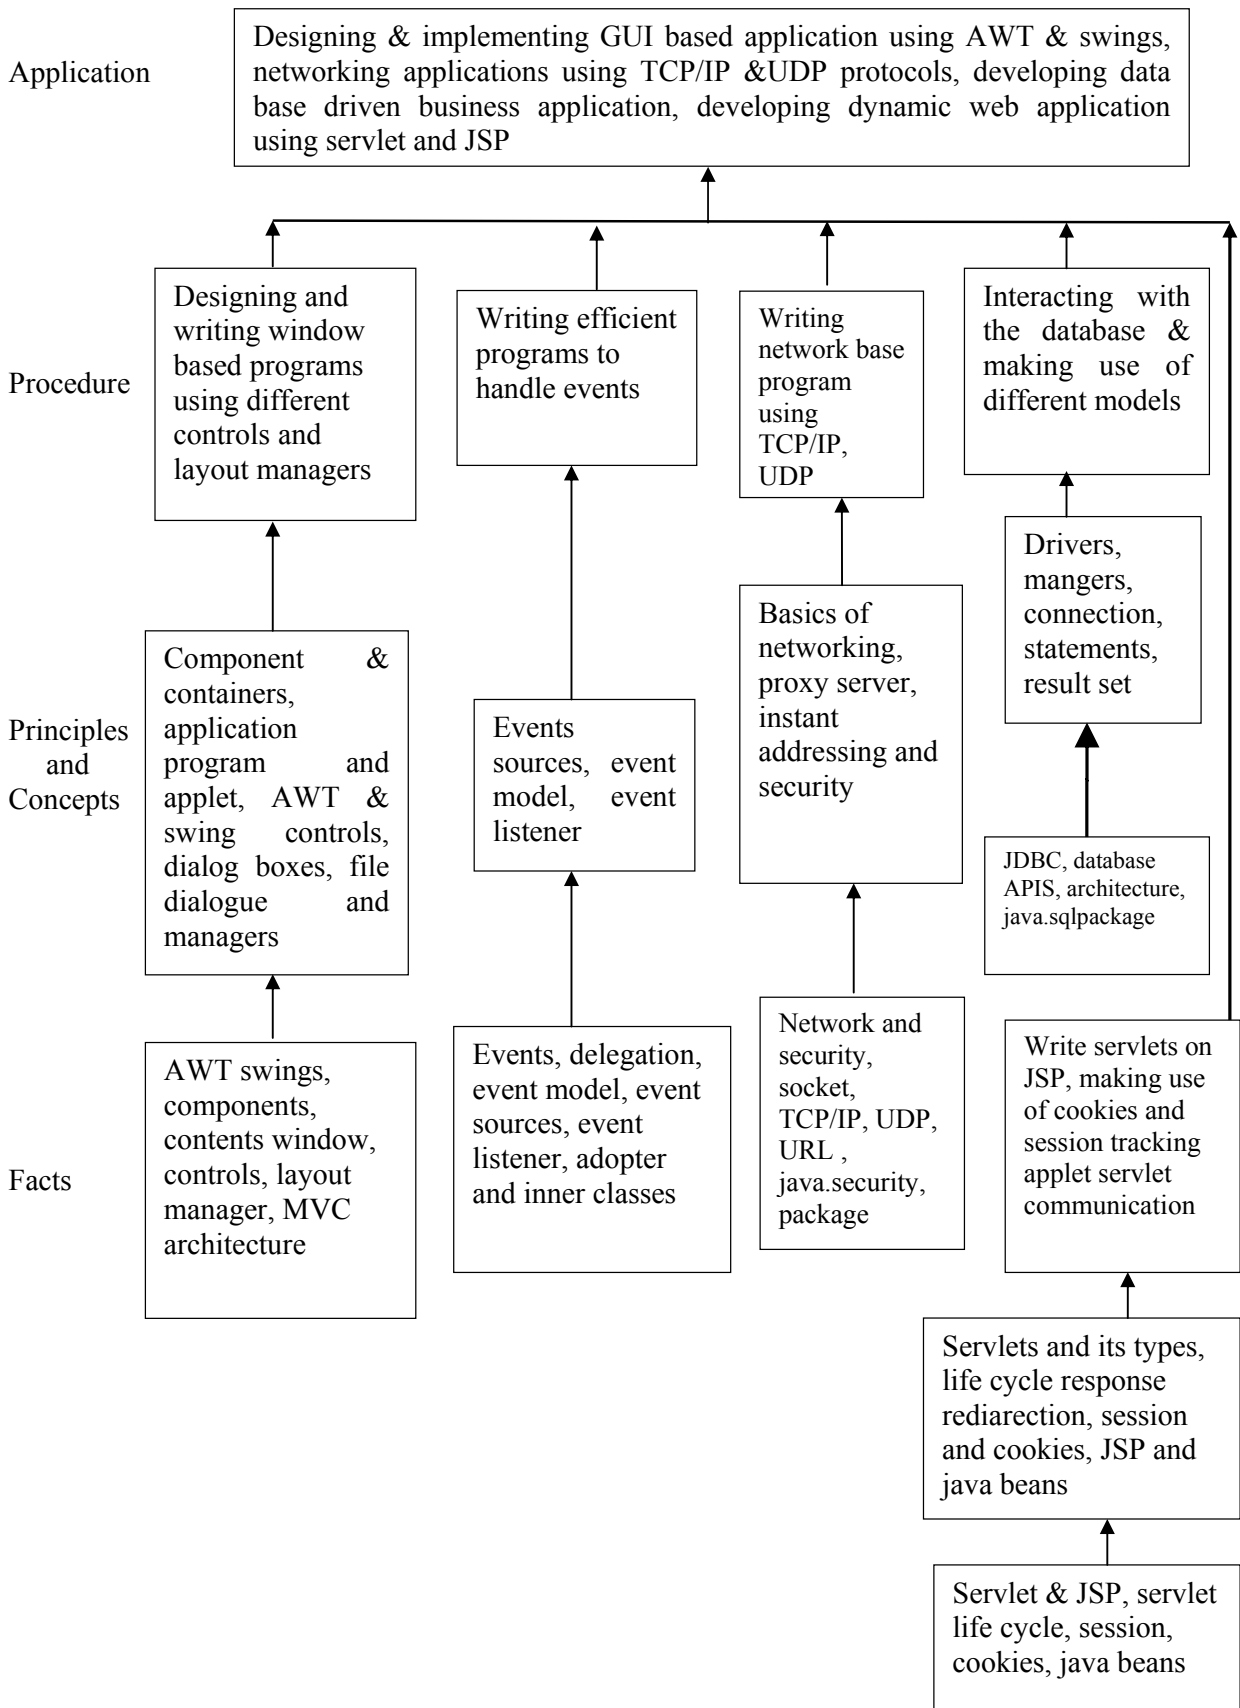 Application
Designing & implementing GUI based application using AWT & swings,
networking applications using TCP/IP &UDP protocols, developing data
base driven business application, developing dynamic web application
using servlet and JSP
Procedure
Designing and
writing window
based programs
using different
controls and
layout managers
Writing efficient
programs to
handle events
Writing
network base
program
using
TCP/IP,
UDP
Interacting with
the database &
making use of
different models
Principles
and
Concepts
Component &
containers,
application
program and
applet, AWT &
swing controls,
dialog boxes, file
dialogue and
managers
Events
sources, event
model, event
listener
Basics of
networking,
proxy server,
instant
addressing and
security
Drivers,
mangers,
connection,
statements,
result set
JDBC, database
APIS, architecture,
java.sqlpackage
Facts
AWT swings,
components,
contents window,
controls, layout
manager, MVC
architecture
Events, delegation,
event model, event
sources, event
listener, adopter
and inner classes
Network and
security,
socket,
TCP/IP, UDP,
URL ,
java.security,
package
Write servlets on
JSP, making use
of cookies and
session tracking
applet servlet
communication
Servlets and its types,
life cycle response
rediarection, session
and cookies, JSP and
java beans
Servlet & JSP, servlet
life cycle, session,
cookies, java beans